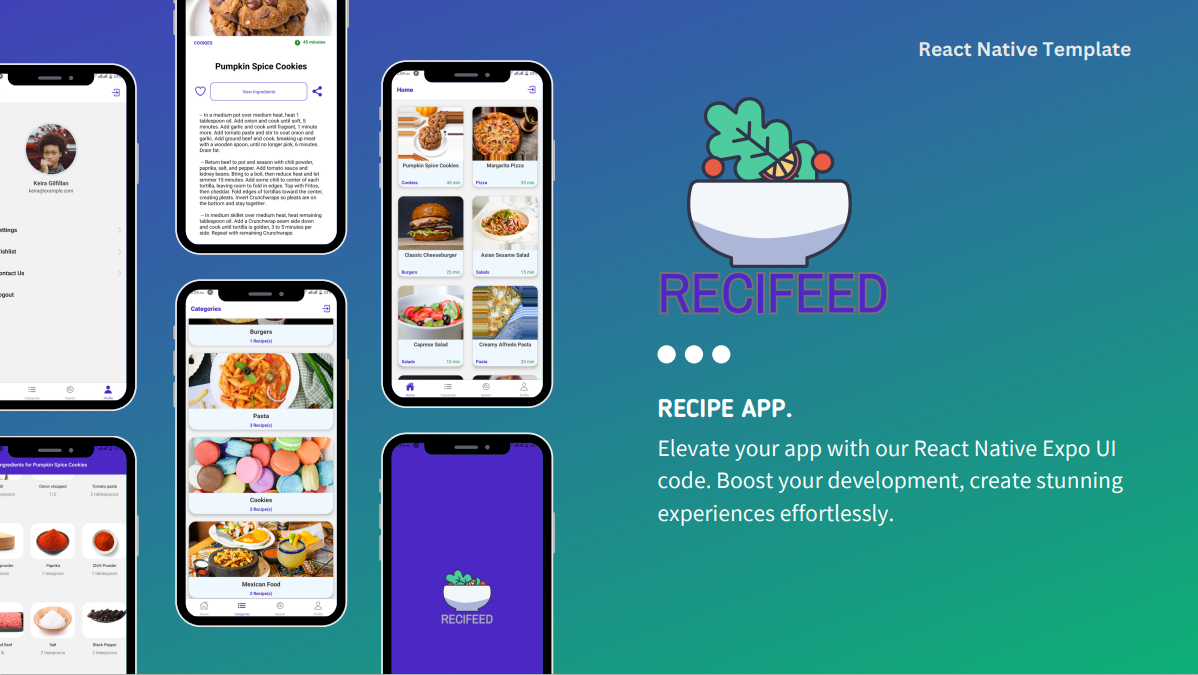 React Native Template
RECIFEED
RECIPE APP.
Elevate your app with our React Native Expo UI
code. Boost your development, create stunning
experiences effortlessly.
Keira Gilfillan
keira@example.com
ettings
ishlist
ontact Us
ogout
COOKIES
45 minutes
Pumpkin Spice Cookies
View Ingredients
-- In a medium pot over medium heat, heat 1
tablespoon oil. Add onion and cook until soft, 5
minutes. Add garlic and cook until fragrant, 1 minute
more. Add tomato paste and stir to coat onion and
garlic. Add ground beef and cook, breaking up meat
with a wooden spoon, until no longer pink, 6 minutes.
Drain fat.
-- Return beef to pot and season with chili powder,
paprika, salt, and pepper. Add tomato sauce and
kidney beans. Bring to a boil, then reduce heat and let
simmer 15 minutes. Add some chili to center of each
tortilla, leaving room to fold in edges. Top with Fritos,
then cheddar. Fold edges of tortillas toward the center,
creating pleats. Invert Crunchwraps so pleats are on
the bottom and stay together.
-- In medium skillet over medium heat, heat remaining
tablespoon oil. Add a Crunchwrap seam side down
and cook until tortilla is golden, 3 to 5 minutes per
side. Repeat with remaining Crunchwraps
Home
Pumpkin Spice Cookies
Cookies 45 min
Margarita Pizza
Pizza 35 min
Classic Cheeseburger
Burgers 25 min
Asian Sesame Salad
Salads 15 min
Caprese Salad
Salads 10 min
Creamy Alfredo Pasta
Pasta 20 min
Home Categories Search Profile
Categories
Burgers
1 Recipe(s)
Pasta
3 Recipe(s)
Cookies
3 Recipe(s)
Mexican Food
2 Recipe(s)
Home Categories Search Profile
Categories Search Profile
ngredients for Pumpkin Spice Cookies
Onion chopped
1/2
Tomato paste
2 tablespoons
Paprika
1 teaspoon
Chili Powder
1 tablespoon
Salt
2 teaspoons
Black Pepper
2 teaspoons
RECIFEED